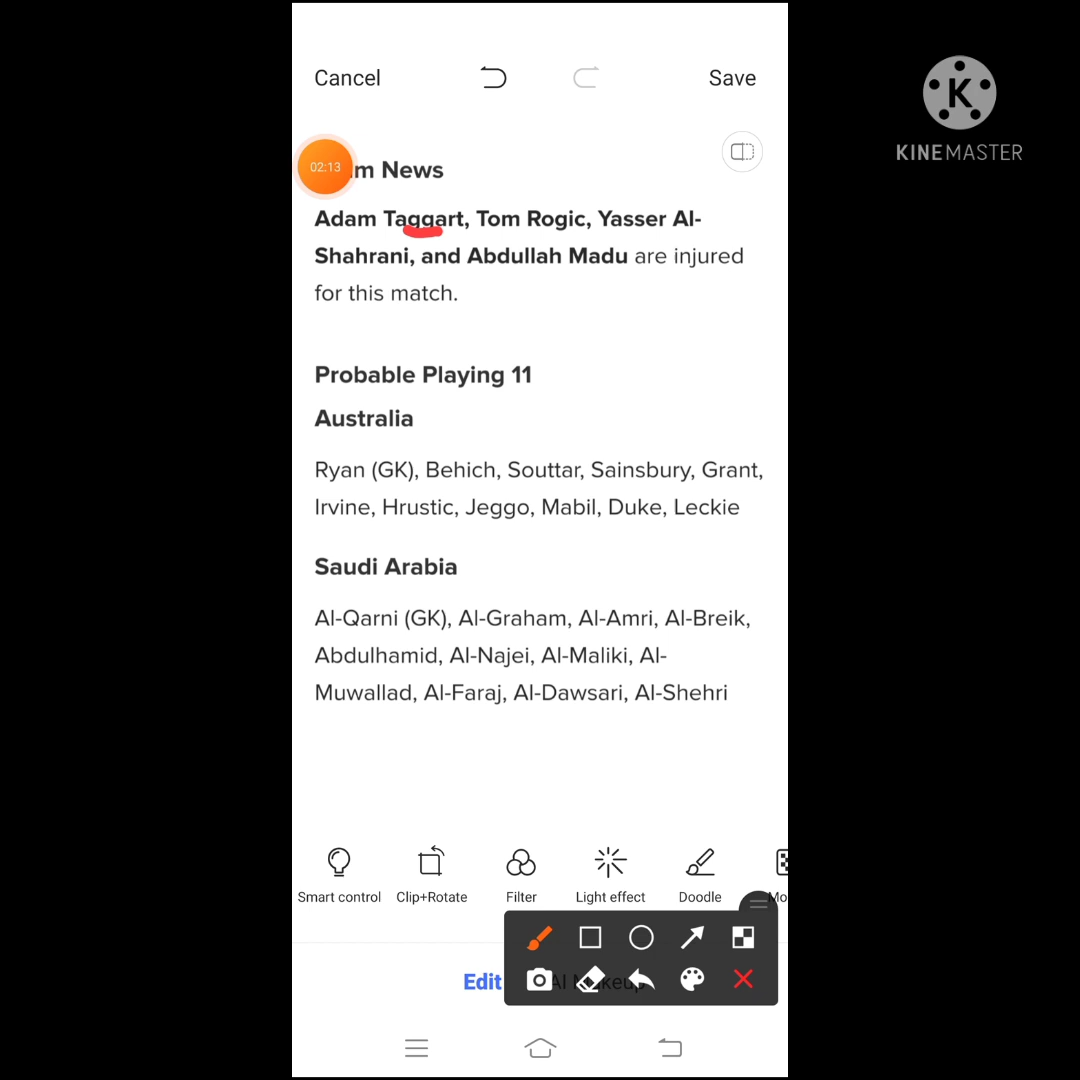 Cancel
Save
KINEMASTER
02:13
m News
Adam Taggart, Tom Rogic, Yasser Al-
Shahrani, and Abdullah Madu are injured
for this match.
Probable Playing 11
Australia
Ryan (GK), Behich, Souttar, Sainsbury, Grant,
Irvine, Hrustic, Jeggo, Mabil, Duke, Leckie
Saudi Arabia
Al-Qarni (GK), Al-Graham, Al-Amri, Al-Breik,
Abdulhamid, Al-Najei, Al-Maliki, Al-
Muwallad, Al-Faraj, Al-Dawsari, Al-Shehri
Smart control
Clip+Rotate
Filter
Light effect
Doodle
Mo
Edit
AI Makeup